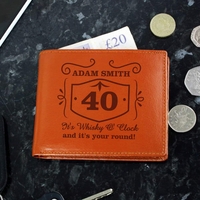 £20
ADAM SMITH
40
It's Whisky O'Clock
and it's your round!